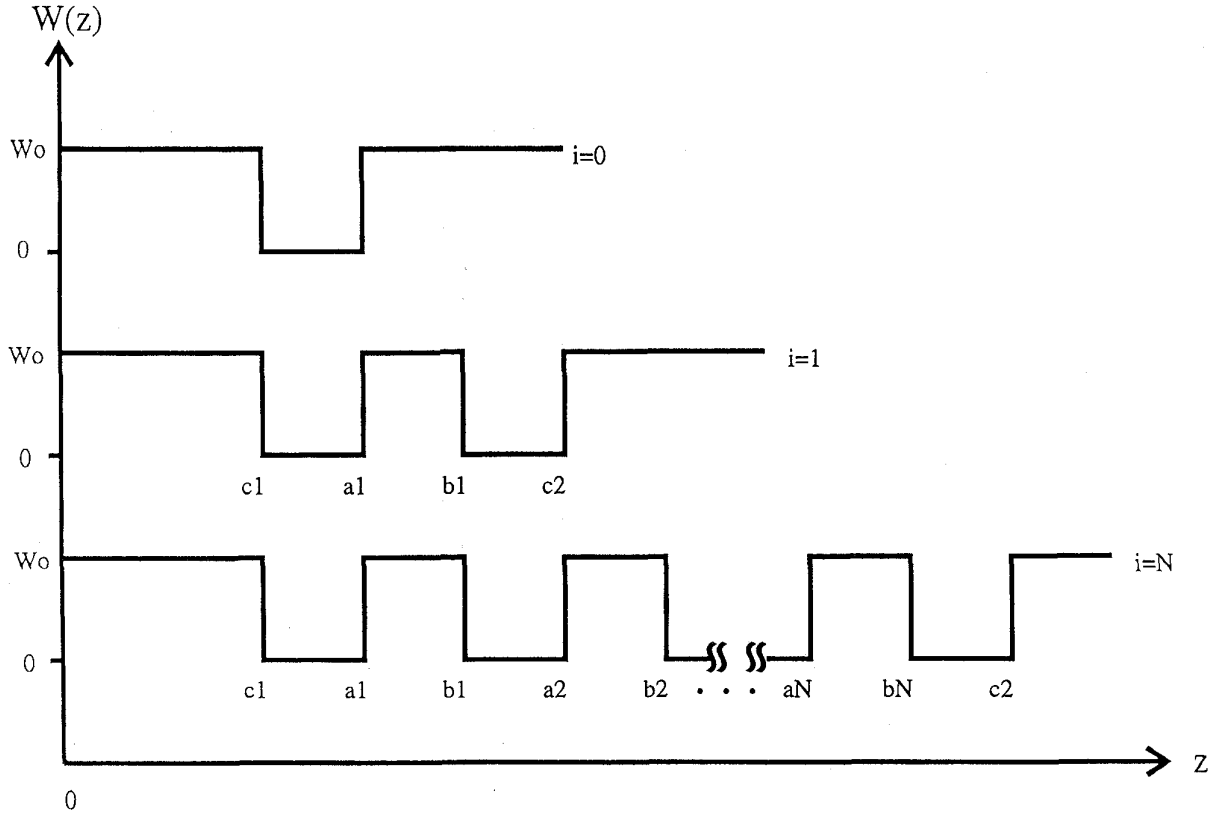 W(z)
Wo
i=0
0
Wo
i=1
0
c1 a1 b1 c2
Wo
i=N
0
c1 a1 b1 a2 b2 . . . aN bN c2
z
0